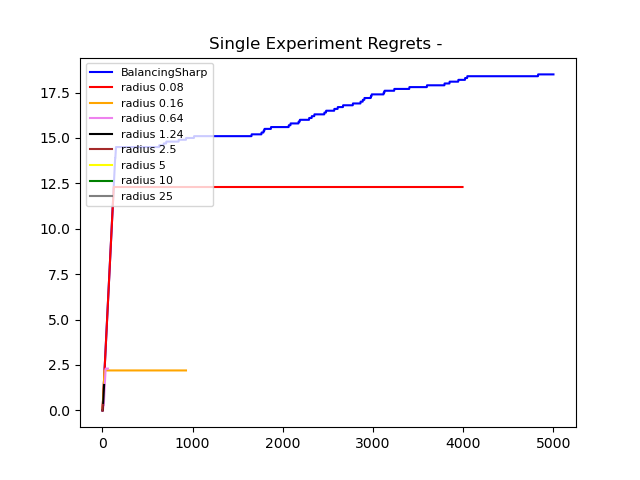 Single Experiment Regrets -
BalancingSharp
radius 0.08
radius 0.16
radius 0.64
radius 1.24
radius 2.5
radius 5
radius 10
radius 25
17.5
15.0
12.5
10.0
7.5
5.0
2.5
0.0
0 1000 2000 3000 4000 5000